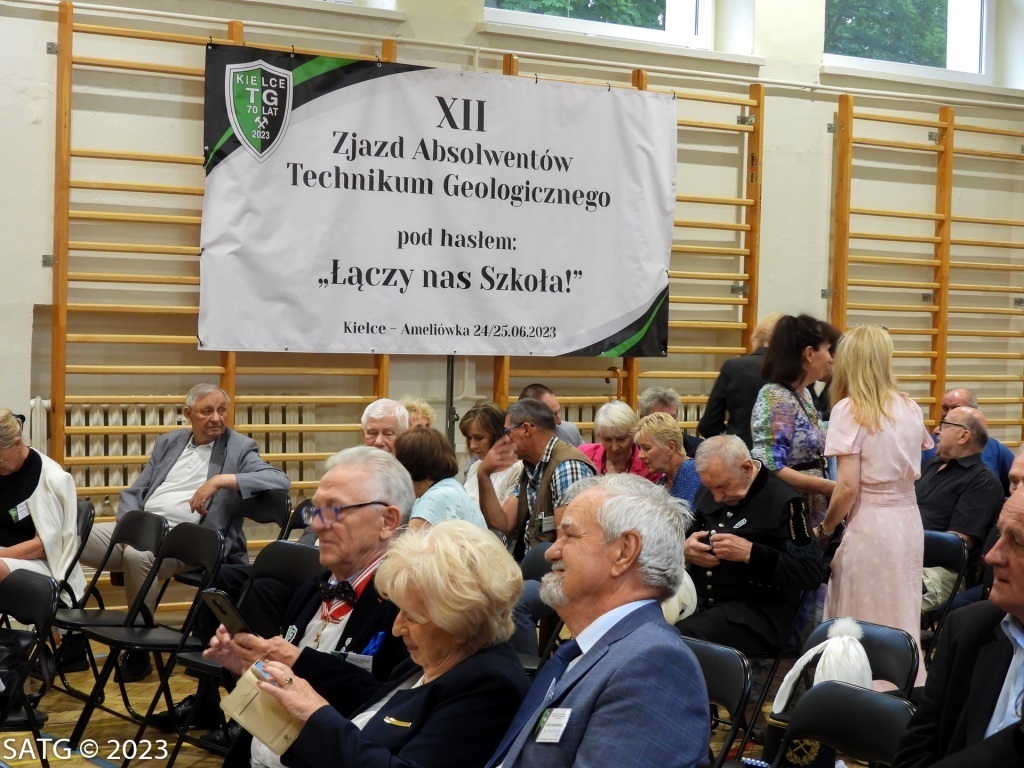 KIELCE
TG
70 LAT
2023
XII
Zjazd Absolwentów
Technikum Geologicznego
pod hasłem:
„Łączy nas Szkoła!”
Kielce – Ameliówka 24/25.06.2023
SATG © 2023